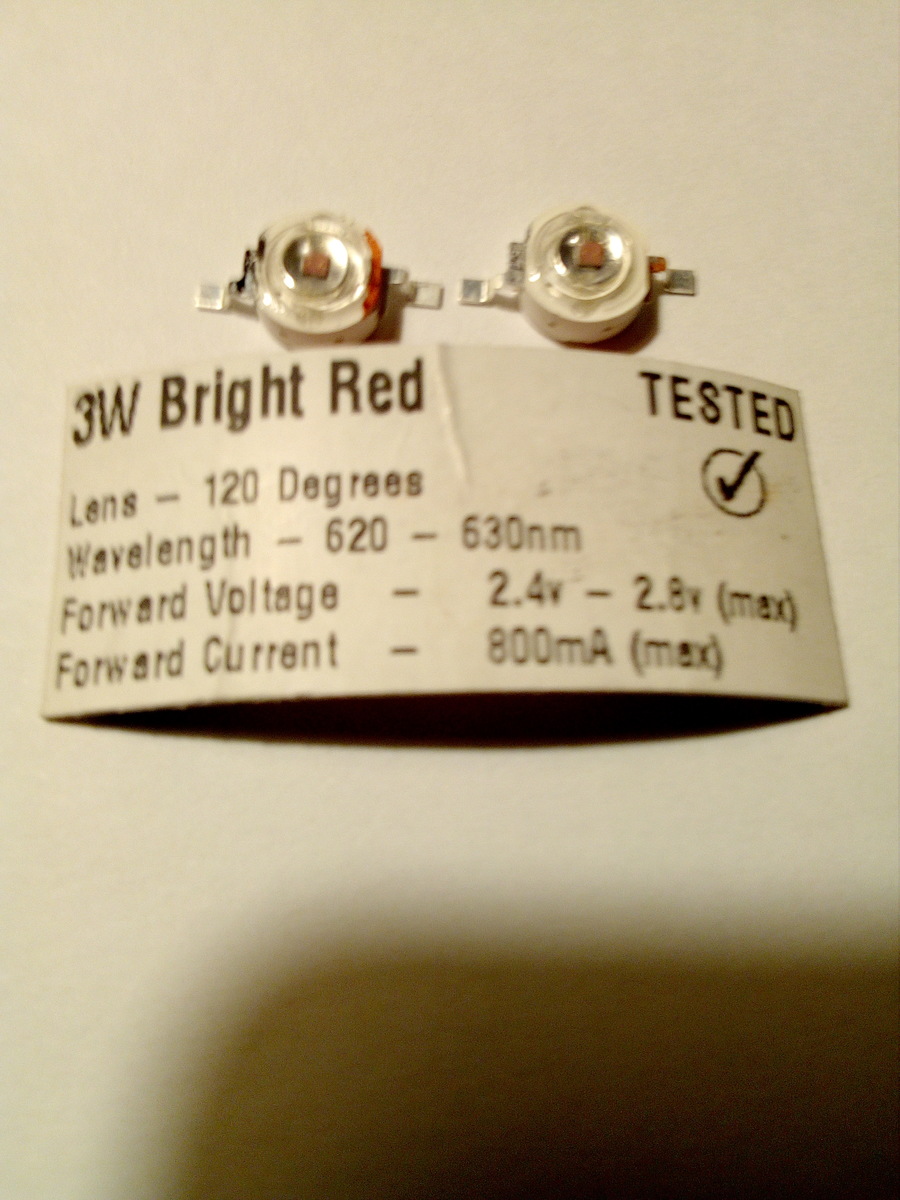 3W Bright Red
TESTED
Lens - 120 Degrees
Wavelength - 620 - 630nm
Forward Voltage - 2.4v - 2.8v (max)
Forward Current - 800mA (max)